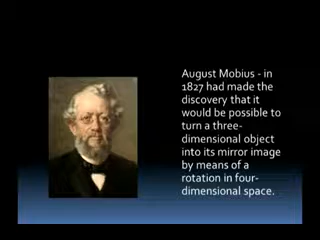 August Mobius - in
1827 had made the
discovery that it
would be possible to
turn a three-
dimensional object
into its mirror image
by means of a
rotation in four-
dimensional space.